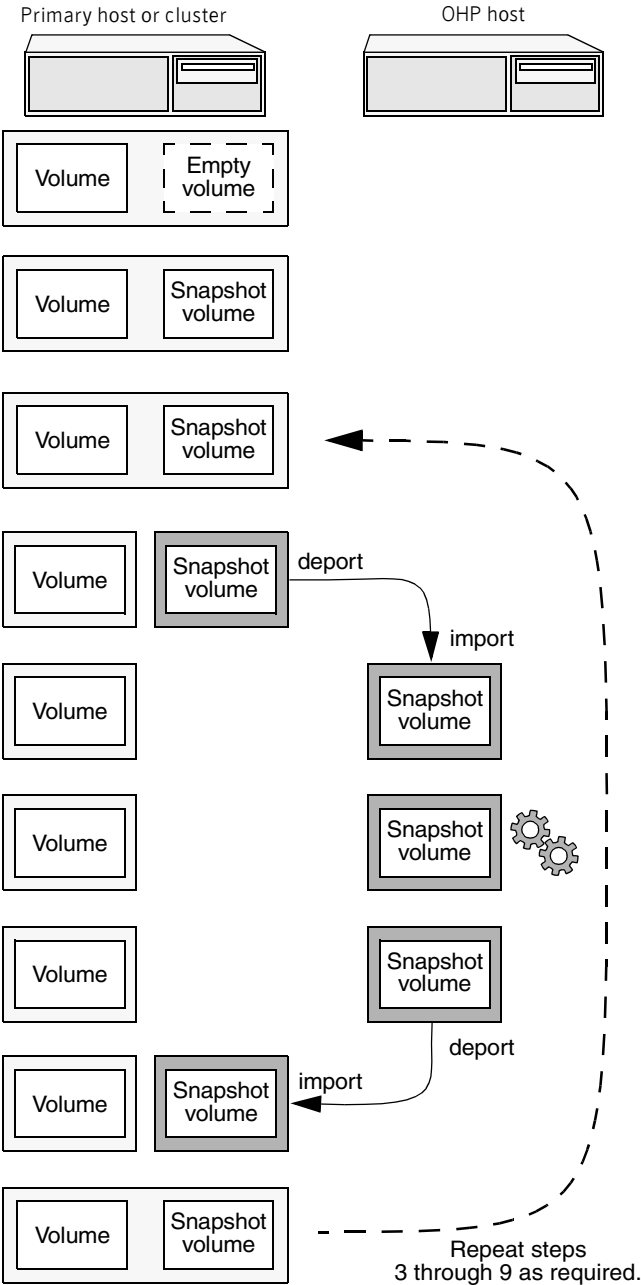 Primary host or cluster
OHP host
Volume
Empty
volume
Volume
Snapshot
volume
Volume
Snapshot
volume
Volume
Snapshot
volume
deport
import
Volume
Snapshot
volume
Volume
Snapshot
volume
Volume
Snapshot
volume
deport
Volume
Snapshot
volume
import
Volume
Snapshot
volume
Repeat steps
3 through 9 as required.